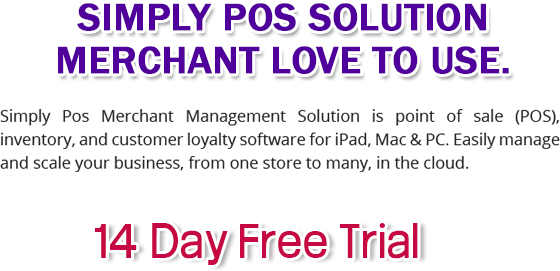 SIMPLY POS SOLUTION
MERCHANT LOVE TO USE.
Simply Pos Merchant Management Solution is point of sale (POS),
inventory, and customer loyalty software for iPad, Mac & PC. Easily manage
and scale your business, from one store to many, in the cloud.
14 Day Free Trial